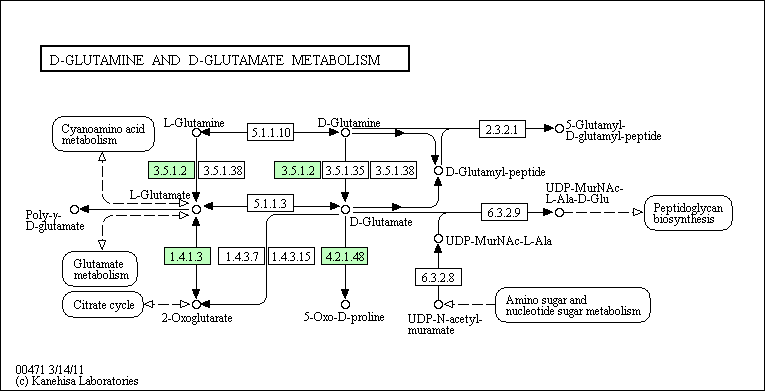 D-GLUTAMINE AND D-GLUTAMATE METABOLISM
Cyanoamino acid
metabolism
L-Glutamine
5.1.1.10
D-Glutamine
2.3.2.1
5-Glutamyl-
D-glutamyl-peptide
3.5.1.2
3.5.1.38
3.5.1.2
3.5.1.35
3.5.1.38
D-Glutamyl-peptide
L-Glutamate
5.1.1.3
D-Glutamate
Poly-γ-
D-glutamate
UDP-MurNAc-
L-Ala-D-Glu
6.3.2.9
Peptidoglycan
biosynthesis
UDP-MurNAc-L-Ala
Glutamate
metabolism
1.4.1.3
1.4.3.7
1.4.3.15
4.2.1.48
6.3.2.8
Citrate cycle
2-Oxoglutarate
5-Oxo-D-proline
UDP-N-acetyl-
muramate
Amino sugar and
nucleotide sugar metabolism
00471 3/14/11
(c) Kanehisa Laboratories